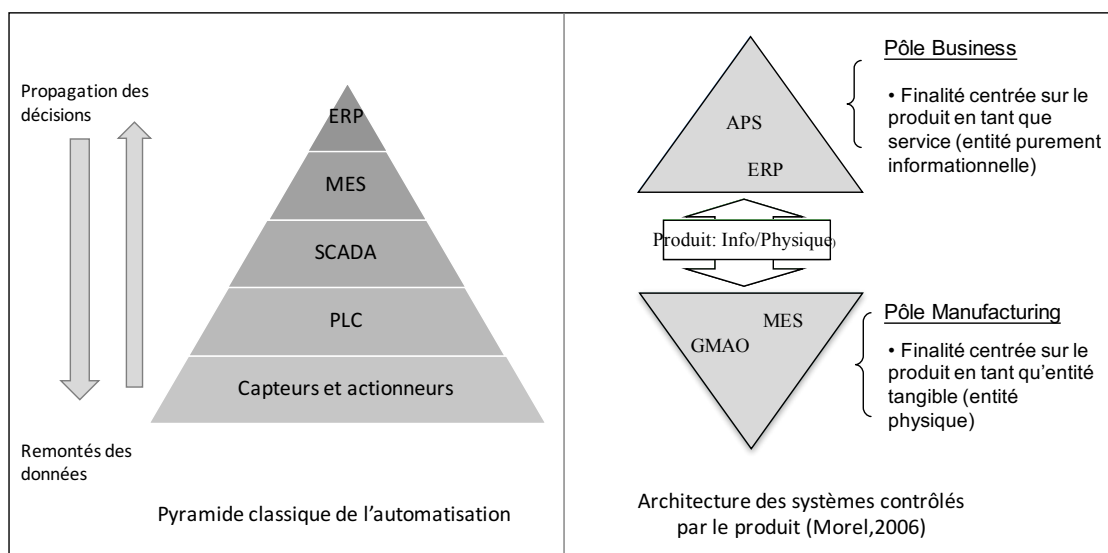 Propagation des
décisions
ERP
MES
SCADA
PLC
Capteurs et actionneurs
Remontés des
données
Pyramide classique de l'automatisation
APS
ERP
Produit: Info/Physique)
MES
GMAO
Pôle Business
• Finalité centrée sur le
produit en tant que
service (entité purement
informationnelle)
Pôle Manufacturing
• Finalité centrée sur le
produit en tant qu'entité
tangible (entité
physique)
Architecture des systèmes contrôlés
par le produit (Morel,2006)